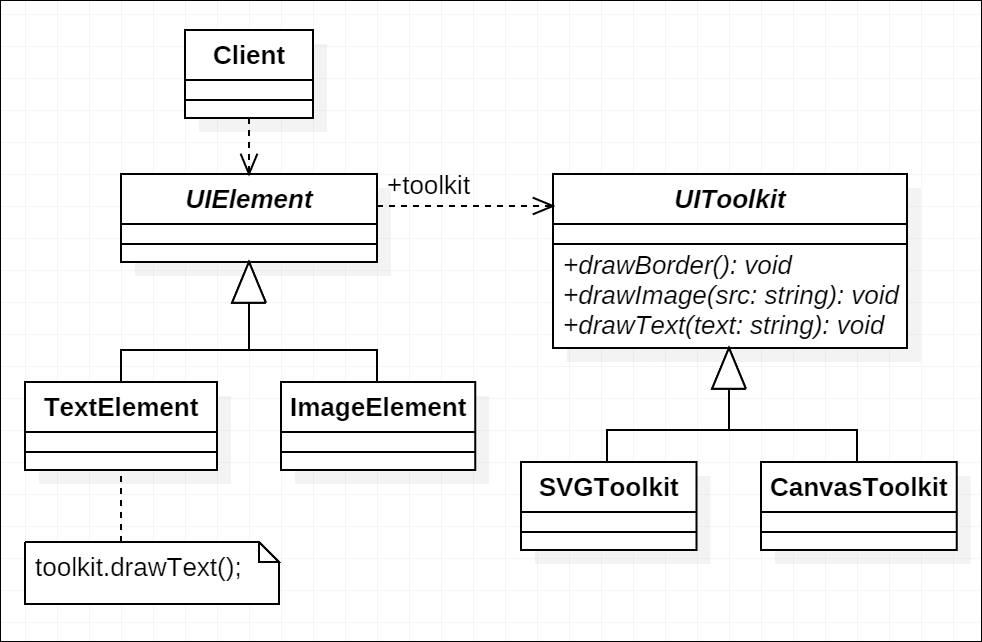 Client
UIElement
+toolkit
UIToolkit
+drawBorder(): void
+drawImage(src: string): void
+drawText(text: string): void
TextElement
ImageElement
SVGToolkit
CanvasToolkit
toolkit.drawText();